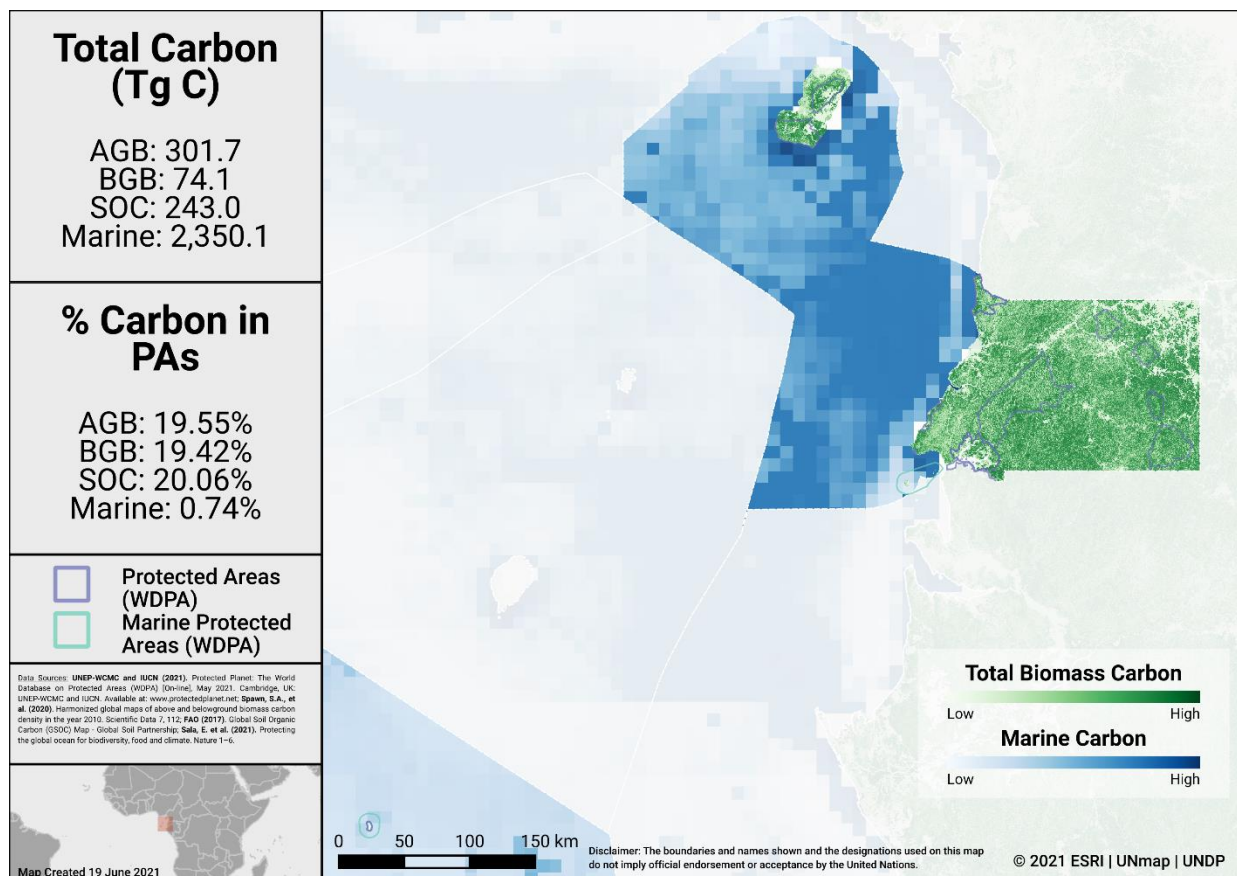 Total Carbon
(Tg C)
AGB: 301.7
BGB: 74.1
SOC: 243.0
Marine: 2,350.1
% Carbon in
PAs
AGB: 19.55%
BGB: 19.42%
SOC: 20.06%
Marine: 0.74%
Protected Areas
(WDPA)
Marine Protected
Areas (WDPA)
Data Sources: UNEP-WCMC and IUCN (2021). Protected Planet: The World
Database on Protected Areas (WDPA) [On-line], May 2021. Cambridge, UK:
UNEP-WCMC and IUCN. Available at: www.protectedplanet.net; Spawn, S.A., et
al. (2020). Harmonized global maps of above and belowground biomass carbon
density in the year 2010. Scientific Data 7, 112; FAO (2017). Global Soil Organic
Carbon (GSOC) Map - Global Soil Partnership; Sala, E. et al. (2021). Protecting
the global ocean for biodiversity, food and climate. Nature 1–6.
Map Created 19 June 2021
Total Biomass Carbon
Low High
Marine Carbon
Low High
0 50 100 150 km
Disclaimer: The boundaries and names shown and the designations used on this map
do not imply official endorsement or acceptance by the United Nations.
© 2021 ESRI | UNmap | UNDP